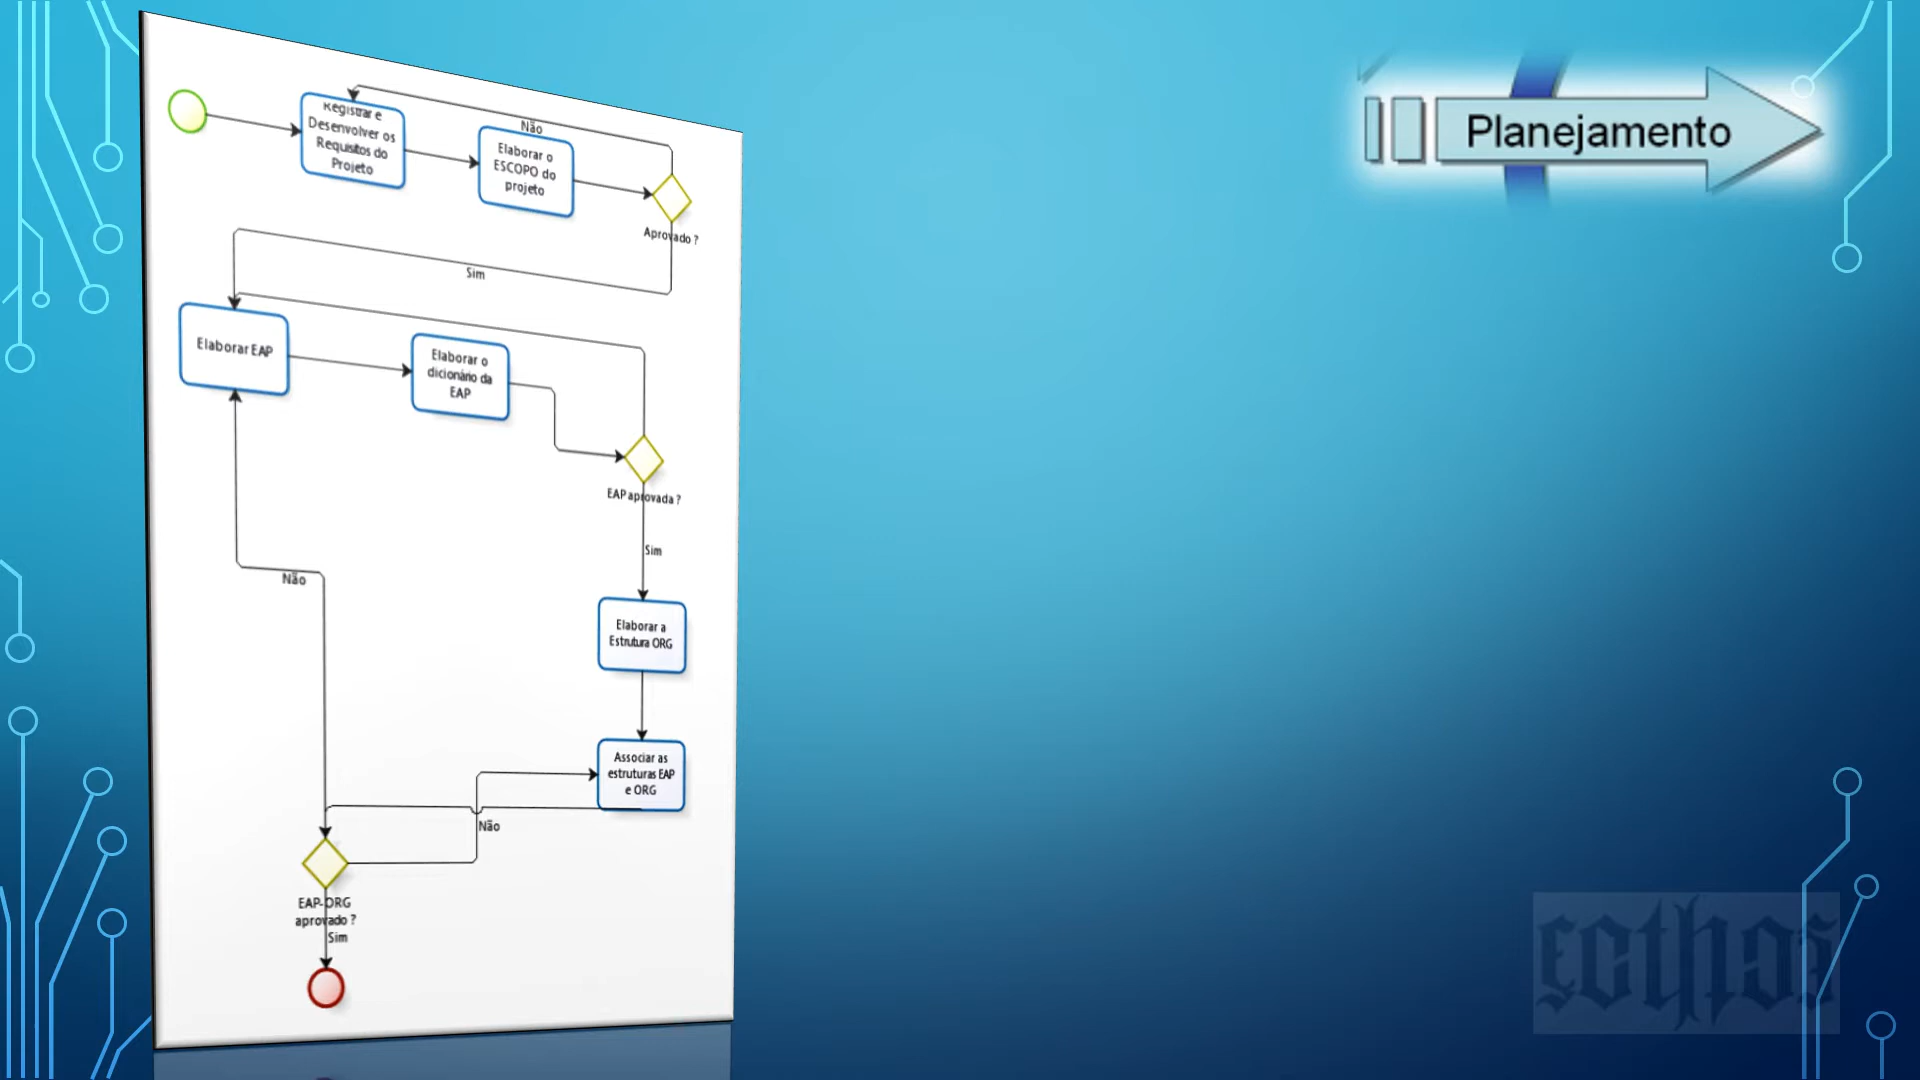 Planejamento
Registrar e
Desenvolver os
Requisitos do
Projeto
Elaborar o
ESCOPO do
projeto
Não
Aprovado ?
Sim
Elaborar EAP
Elaborar o
dicionário da
EAP
EAP aprovada ?
Sim
Não
Elaborar a
Estrutura ORG
Associar as
estruturas EAP
e ORG
Não
EAP-ORG
aprovado ?
Sim